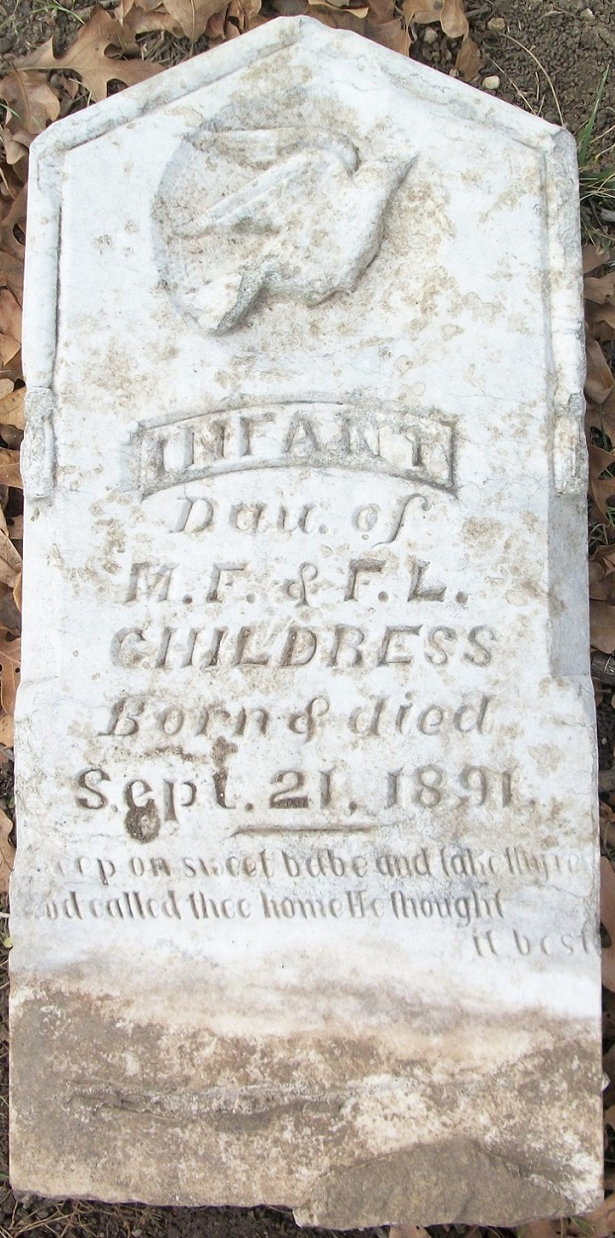 INFANT
Dau. of
M.F. & F.L.
CHILDRESS
Born & died
Sept. 21, 1891.
eep on sweet babe and take thy res
od called thee home He thought
it best